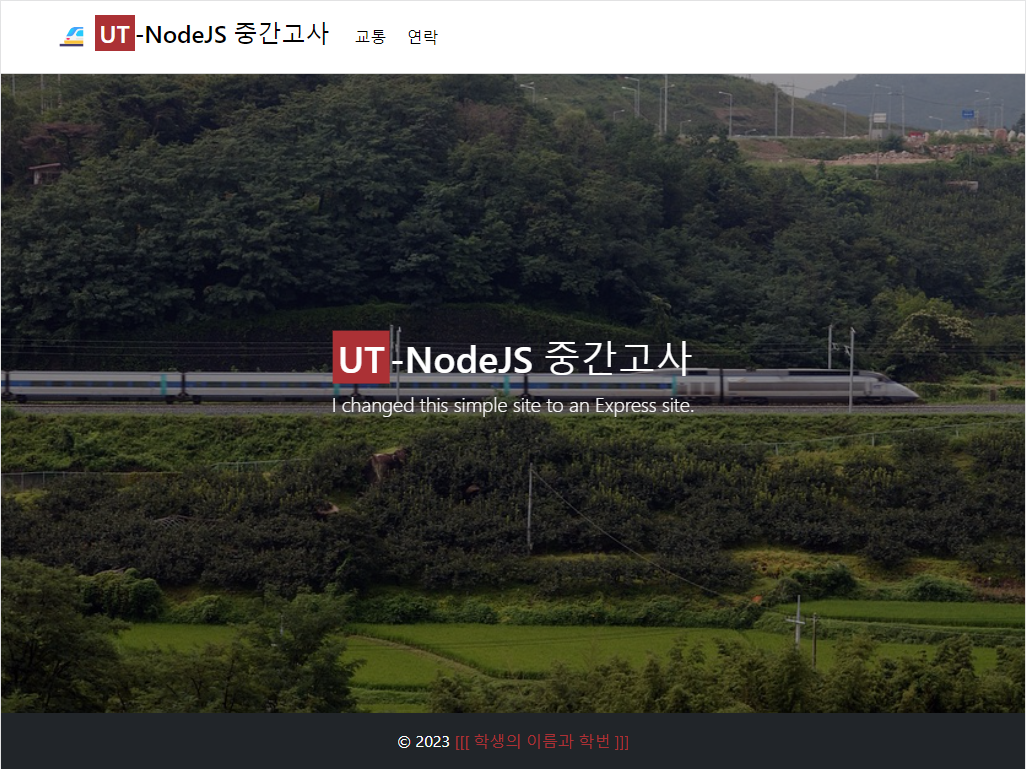 UT-NodeJS 중간고사 교통 연락
UT-NodeJS 중간고사
I changed this simple site to an Express site.
© 2023 [[[ 학생의 이름과 학번 ]]]